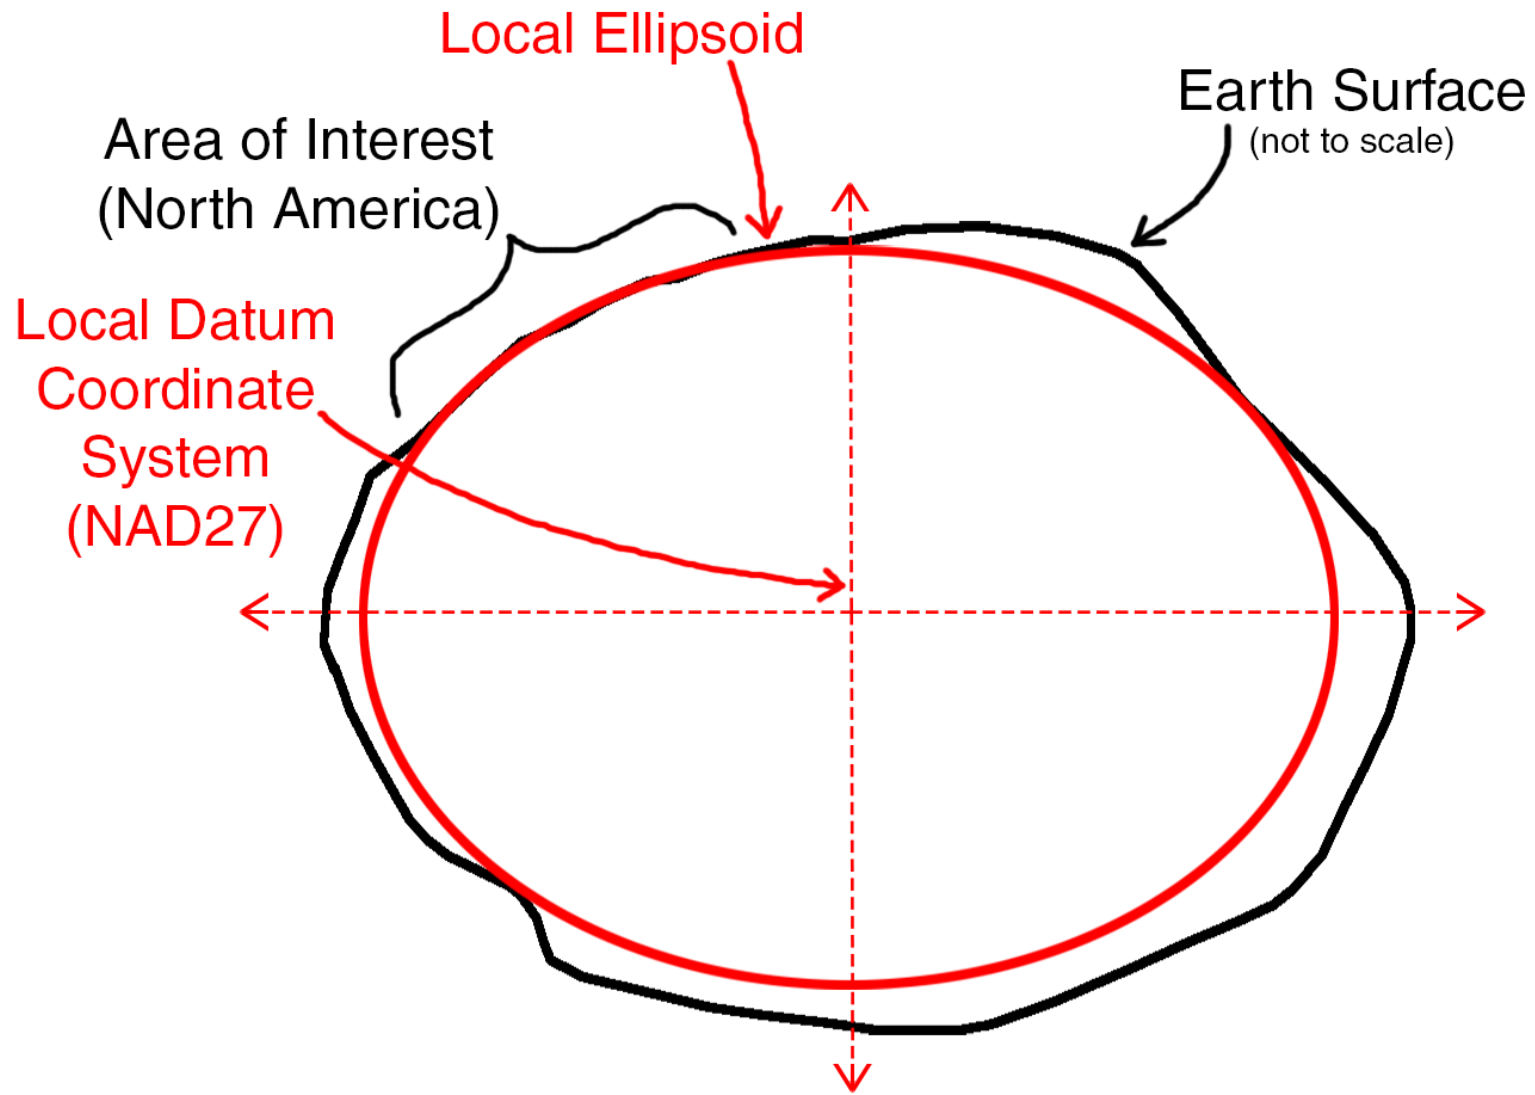 Local Ellipsoid
Earth Surface
(not to scale)
Area of Interest
(North America)
Local Datum
Coordinate
System
(NAD27)